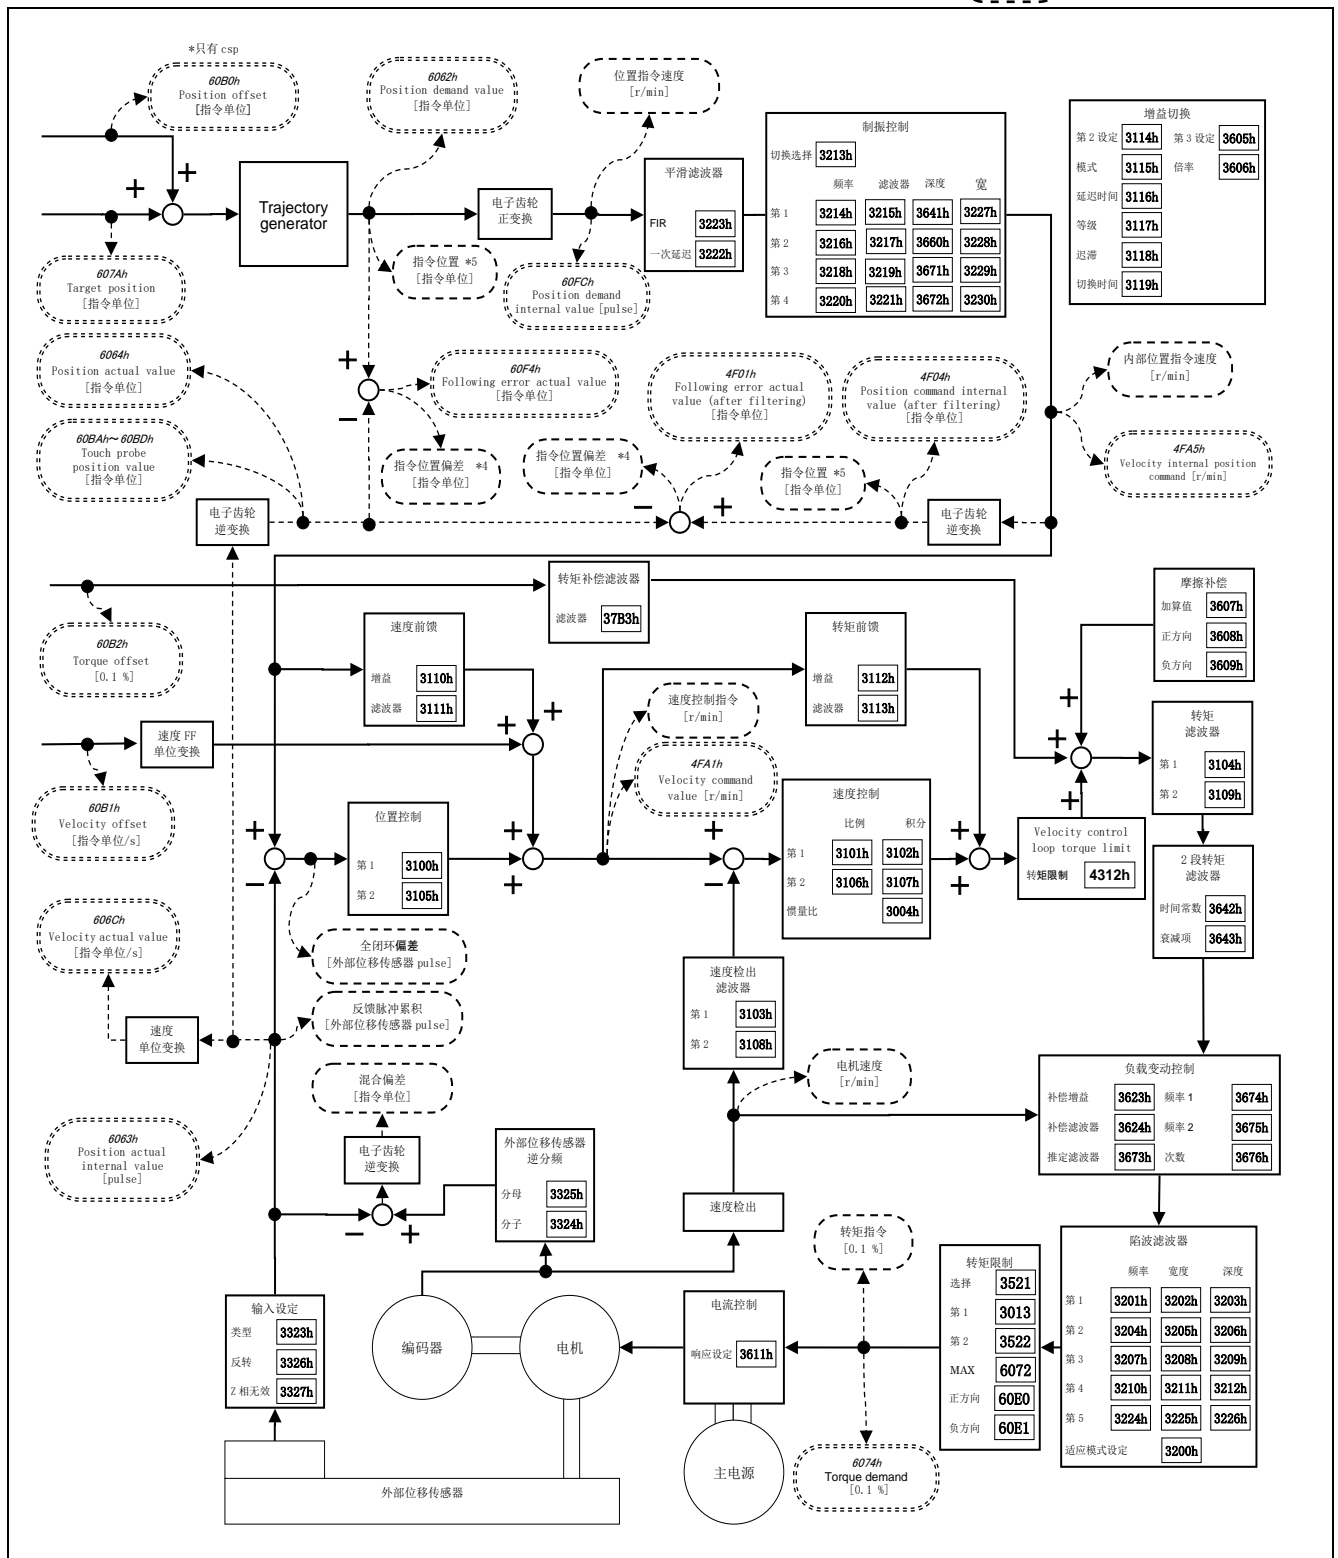 *只有 csp
60B0h
Position offset
[指令单位]
6062h
Position demand value
[指令单位]
位置指令速度
[r/min]
+
+
Trajectory
generator
电子齿轮
正变换
平滑滤波器
FIR 3223h
一次延迟 3222h
制振控制
切换选择 3213h
频率 滤波器 深度 宽
第 1 3214h 3215h 3641h 3227h
第 2 3216h 3217h 3660h 3228h
第 3 3218h 3219h 3671h 3229h
第 4 3220h 3221h 3672h 3230h
增益切换
第 2 设定 3114h 第 3 设定 3605h
模式 3115h 倍率 3606h
延迟时间 3116h
等级 3117h
迟滞 3118h
切换时间 3119h
607Ah
Target position
[指令单位]
指令位置 *5
[指令单位]
60FCh
Position demand
internal value [pulse]
6064h
Position actual value
[指令单位]
+
−
60F4h
Following error actual value
[指令单位]
4F01h
Following error actual
value (after filtering)
[指令单位]
4F04h
Position command internal
value (after filtering)
[指令单位]
内部位置指令速度
[r/min]
60BAh～60BDh
Touch probe
position value
[指令单位]
指令位置偏差 *4
[指令单位]
指令位置偏差 *4
[指令单位]
指令位置 *5
[指令单位]
4FA5h
Velocity internal position
command [r/min]
电子齿轮
逆变换
−
+
电子齿轮
逆变换
转矩补偿滤波器
滤波器 37B3h
摩擦补偿
加算值 3607h
正方向 3608h
负方向 3609h
60B2h
Torque offset
[0.1 %]
速度前馈
增益 3110h
滤波器 3111h
转矩前馈
增益 3112h
滤波器 3113h
速度控制指令
[r/min]
+
+
速度 FF
单位变换
+
+
转矩
滤波器
第 1 3104h
第 2 3109h
4FA1h
Velocity command
value [r/min]
60B1h
Velocity offset
[指令单位/s]
+
−
位置控制
第 1 3100h
第 2 3105h
+
+
+
−
速度控制
比例 积分
第 1 3101h 3102h
第 2 3106h 3107h
惯量比 3004h
+
+
+
Velocity control
loop torque limit
转矩限制 4312h
2 段转矩
滤波器
时间常数 3642h
衰减项 3643h
606Ch
Velocity actual value
[指令单位/s]
全闭环偏差
[外部位移传感器 pulse]
速度检出
滤波器
第 1 3103h
第 2 3108h
反馈脉冲累积
[外部位移传感器 pulse]
速度
单位变换
混合偏差
[指令单位]
电机速度
[r/min]
负载变动控制
补偿增益 3623h 频率 1 3674h
补偿滤波器 3624h 频率 2 3675h
推定滤波器 3673h 次数 3676h
6063h
Position actual
internal value
[pulse]
电子齿轮
逆变换
外部位移传感器
逆分频
分母 3325h
分子 3324h
速度检出
−
+
转矩指令
[0.1 %]
转矩限制
选择 3521
第 1 3013
第 2 3522
MAX 6072
正方向 60E0
负方向 60E1
陷波滤波器
频率 宽度 深度
第 1 3201h 3202h 3203h
第 2 3204h 3205h 3206h
第 3 3207h 3208h 3209h
第 4 3210h 3211h 3212h
第 5 3224h 3225h 3226h
适应模式设定 3200h
输入设定
类型 3323h
反转 3326h
Z 相无效 3327h
编码器
电机
电流控制
响应设定 3611h
主电源
6074h
Torque demand
[0.1 %]
外部位移传感器